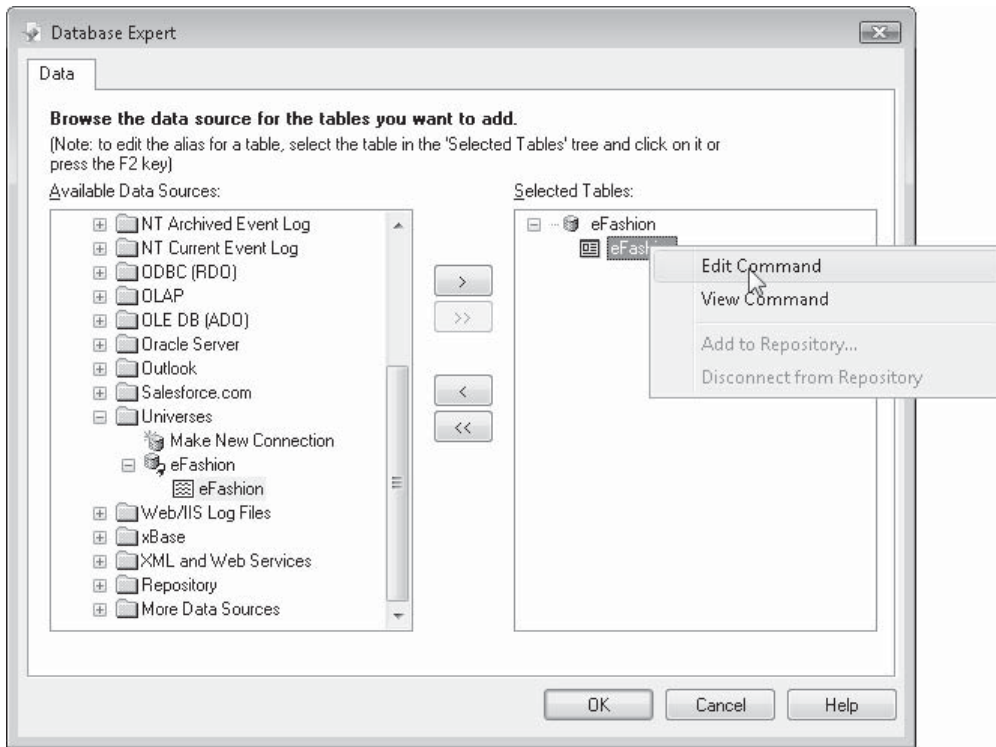 Database Expert
Data
Browse the data source for the tables you want to add.
(Note: to edit the alias for a table, select the table in the 'Selected Tables' tree and click on it or
press the F2 key)
Available Data Sources:
NT Archived Event Log
NT Current Event Log
ODBC (RDO)
OLAP
OLE DB (ADO)
Oracle Server
Outlook
Salesforce.com
Universes
Make New Connection
eFashion
eFashion
Web/IIS Log Files
xBase
XML and Web Services
Repository
More Data Sources
>
>>
<
<<
Selected Tables:
eFashion
eFashion
Edit Command
View Command
Add to Repository...
Disconnect from Repository
OK
Cancel
Help